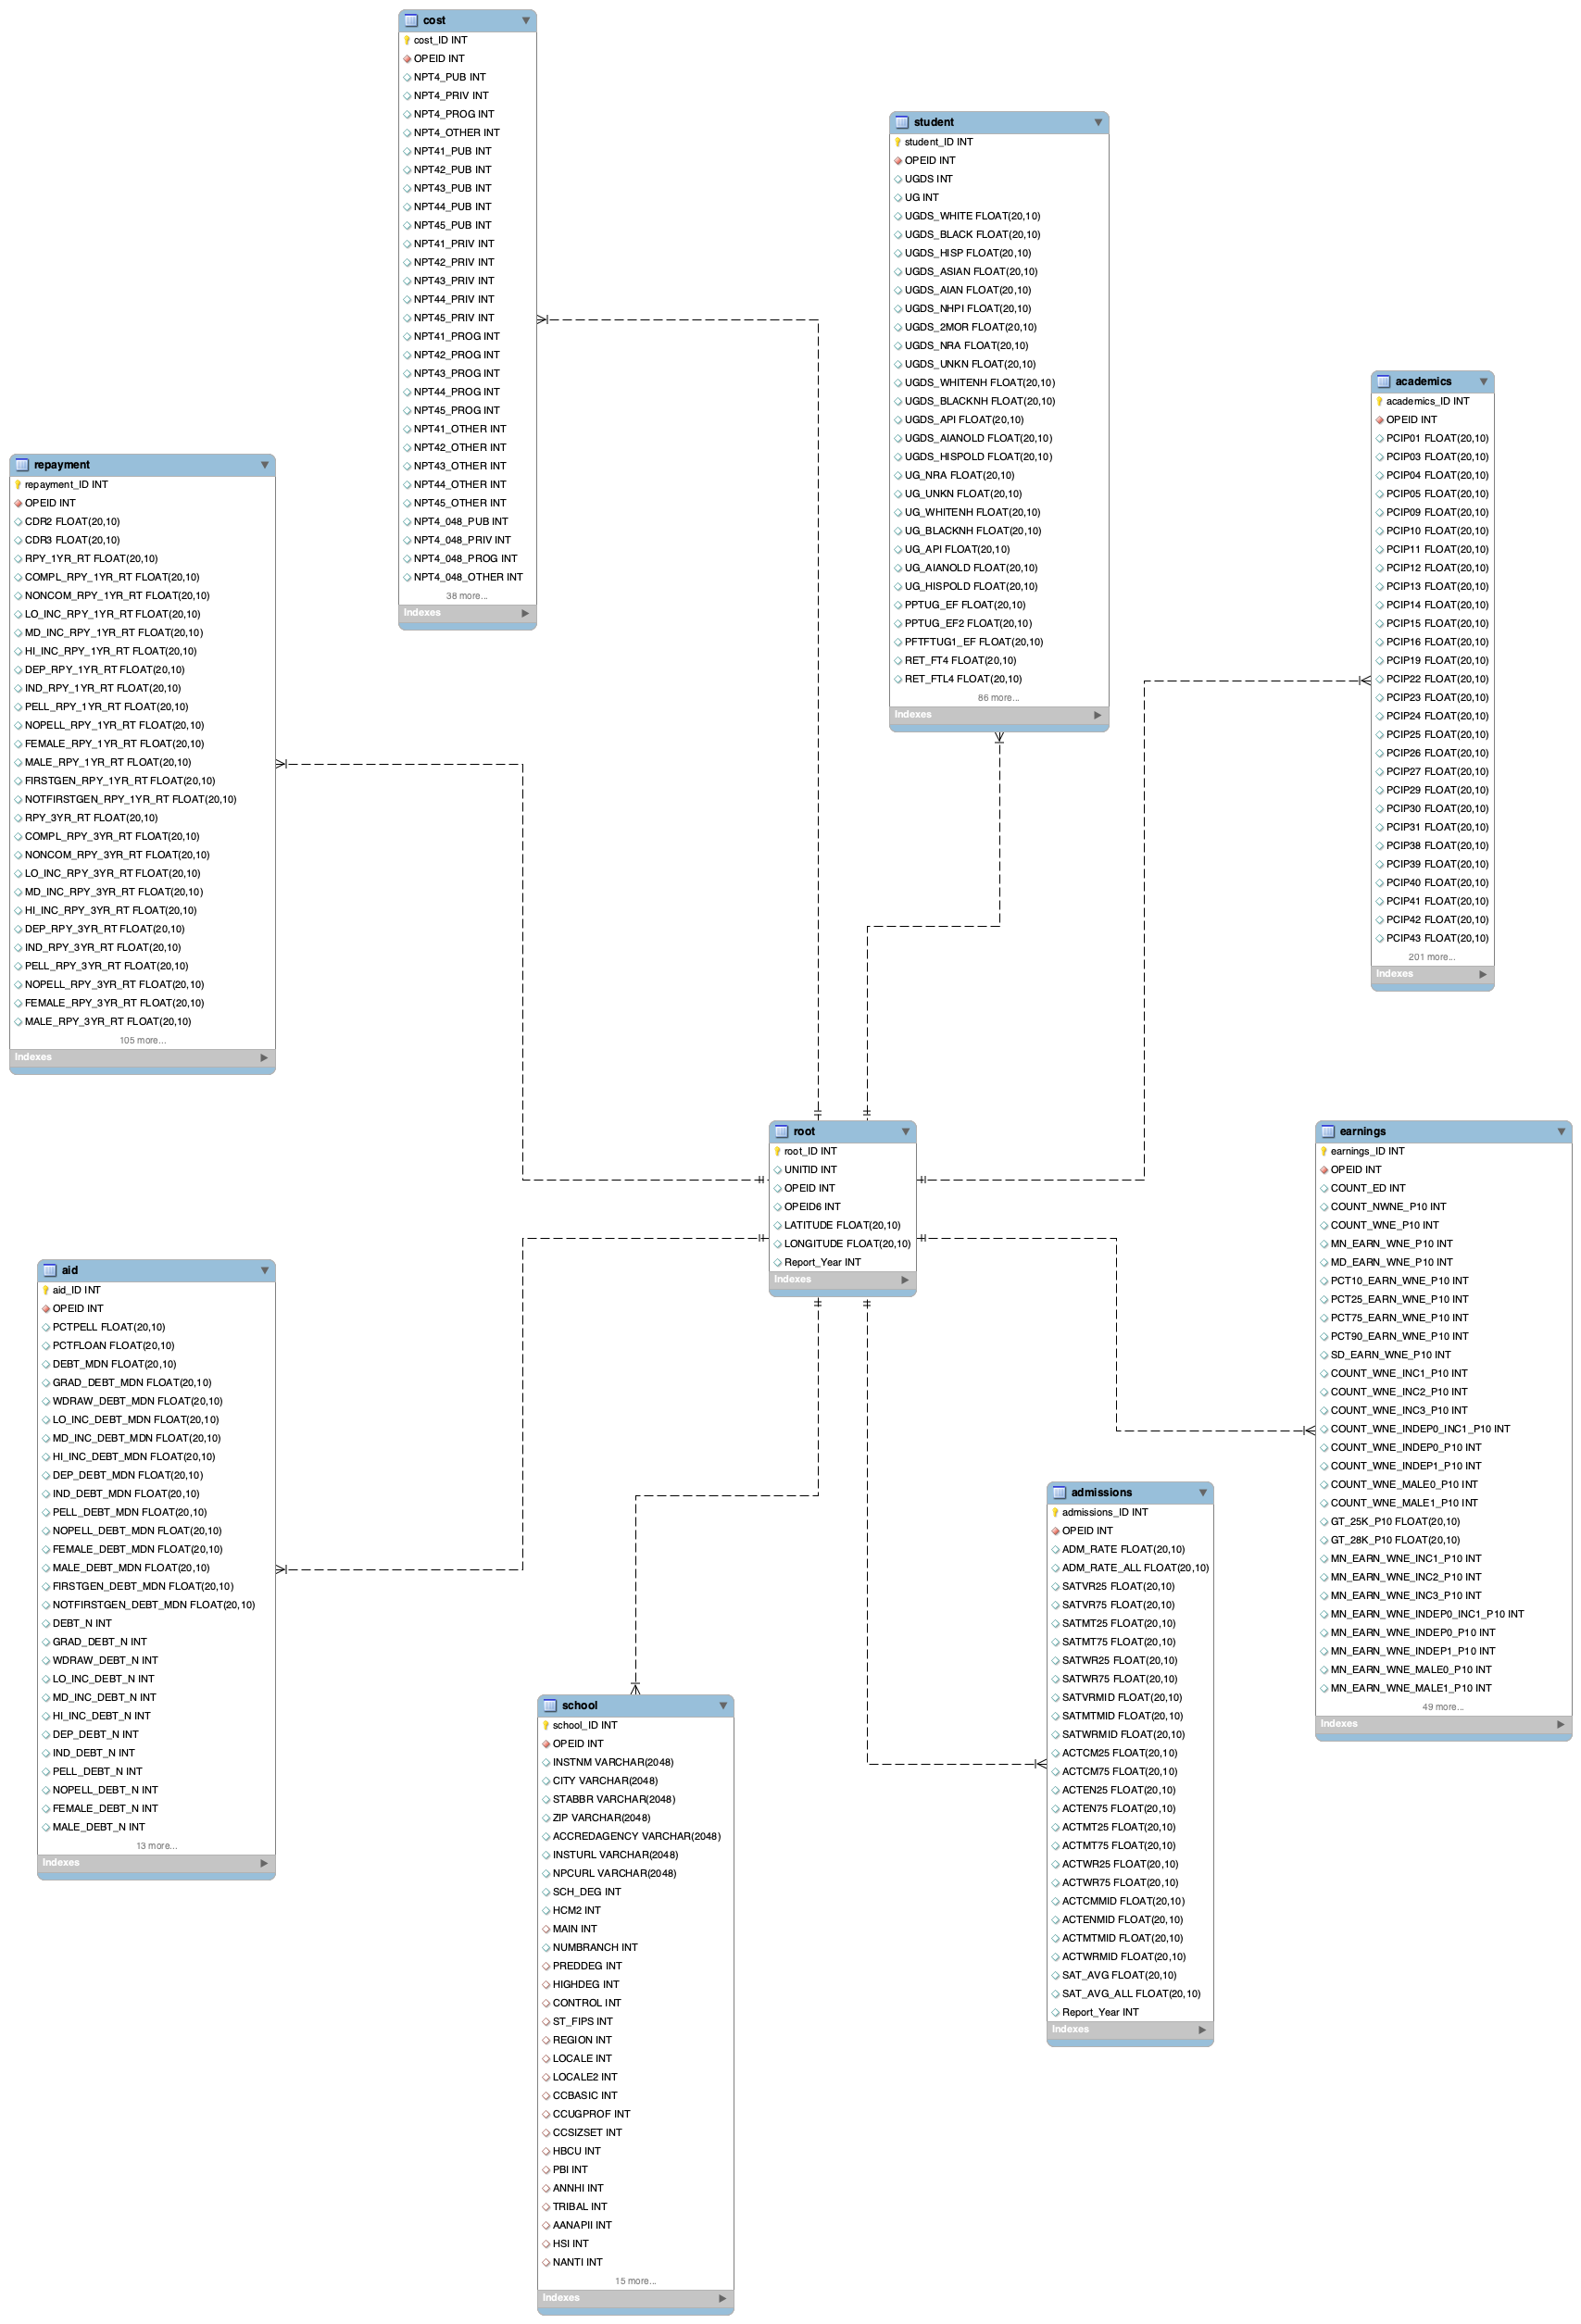 cost
cost_ID INT
OPEID INT
NPT4_PUB INT
NPT4_PRIV INT
NPT4_PROG INT
NPT4_OTHER INT
NPT41_PUB INT
NPT42_PUB INT
NPT43_PUB INT
NPT44_PUB INT
NPT45_PUB INT
NPT41_PRIV INT
NPT42_PRIV INT
NPT43_PRIV INT
NPT44_PRIV INT
NPT45_PRIV INT
NPT41_PROG INT
NPT42_PROG INT
NPT43_PROG INT
NPT44_PROG INT
NPT45_PROG INT
NPT41_OTHER INT
NPT42_OTHER INT
NPT43_OTHER INT
NPT44_OTHER INT
NPT45_OTHER INT
NPT4_048_PUB INT
NPT4_048_PRIV INT
NPT4_048_PROG INT
NPT4_048_OTHER INT
38 more...
Indexes
student
student_ID INT
OPEID INT
UGDS INT
UG INT
UGDS_WHITE FLOAT(20,10)
UGDS_BLACK FLOAT(20,10)
UGDS_HISP FLOAT(20,10)
UGDS_ASIAN FLOAT(20,10)
UGDS_AIAN FLOAT(20,10)
UGDS_NHPI FLOAT(20,10)
UGDS_2MOR FLOAT(20,10)
UGDS_NRA FLOAT(20,10)
UGDS_UNKN FLOAT(20,10)
UGDS_WHITENH FLOAT(20,10)
UGDS_BLACKNH FLOAT(20,10)
UGDS_API FLOAT(20,10)
UGDS_AIANOLD FLOAT(20,10)
UGDS_HISPOLD FLOAT(20,10)
UG_NRA FLOAT(20,10)
UG_UNKN FLOAT(20,10)
UG_WHITENH FLOAT(20,10)
UG_BLACKNH FLOAT(20,10)
UG_API FLOAT(20,10)
UG_AIANOLD FLOAT(20,10)
UG_HISPOLD FLOAT(20,10)
PPTUG_EF FLOAT(20,10)
PPTUG_EF2 FLOAT(20,10)
PFTFTUG1_EF FLOAT(20,10)
RET_FT4 FLOAT(20,10)
RET_FTL4 FLOAT(20,10)
86 more...
Indexes
academics
academics_ID INT
OPEID INT
PCIP01 FLOAT(20,10)
PCIP03 FLOAT(20,10)
PCIP04 FLOAT(20,10)
PCIP05 FLOAT(20,10)
PCIP09 FLOAT(20,10)
PCIP10 FLOAT(20,10)
PCIP11 FLOAT(20,10)
PCIP12 FLOAT(20,10)
PCIP13 FLOAT(20,10)
PCIP14 FLOAT(20,10)
PCIP15 FLOAT(20,10)
PCIP16 FLOAT(20,10)
PCIP19 FLOAT(20,10)
PCIP22 FLOAT(20,10)
PCIP23 FLOAT(20,10)
PCIP24 FLOAT(20,10)
PCIP25 FLOAT(20,10)
PCIP26 FLOAT(20,10)
PCIP27 FLOAT(20,10)
PCIP29 FLOAT(20,10)
PCIP30 FLOAT(20,10)
PCIP31 FLOAT(20,10)
PCIP38 FLOAT(20,10)
PCIP39 FLOAT(20,10)
PCIP40 FLOAT(20,10)
PCIP41 FLOAT(20,10)
PCIP42 FLOAT(20,10)
PCIP43 FLOAT(20,10)
201 more...
Indexes
repayment
repayment_ID INT
OPEID INT
CDR2 FLOAT(20,10)
CDR3 FLOAT(20,10)
RPY_1YR_RT FLOAT(20,10)
COMPL_RPY_1YR_RT FLOAT(20,10)
NONCOM_RPY_1YR_RT FLOAT(20,10)
LO_INC_RPY_1YR_RT FLOAT(20,10)
MD_INC_RPY_1YR_RT FLOAT(20,10)
HI_INC_RPY_1YR_RT FLOAT(20,10)
DEP_RPY_1YR_RT FLOAT(20,10)
IND_RPY_1YR_RT FLOAT(20,10)
PELL_RPY_1YR_RT FLOAT(20,10)
NOPELL_RPY_1YR_RT FLOAT(20,10)
FEMALE_RPY_1YR_RT FLOAT(20,10)
MALE_RPY_1YR_RT FLOAT(20,10)
FIRSTGEN_RPY_1YR_RT FLOAT(20,10)
NOTFIRSTGEN_RPY_1YR_RT FLOAT(20,10)
RPY_3YR_RT FLOAT(20,10)
COMPL_RPY_3YR_RT FLOAT(20,10)
NONCOM_RPY_3YR_RT FLOAT(20,10)
LO_INC_RPY_3YR_RT FLOAT(20,10)
MD_INC_RPY_3YR_RT FLOAT(20,10)
HI_INC_RPY_3YR_RT FLOAT(20,10)
DEP_RPY_3YR_RT FLOAT(20,10)
IND_RPY_3YR_RT FLOAT(20,10)
PELL_RPY_3YR_RT FLOAT(20,10)
NOPELL_RPY_3YR_RT FLOAT(20,10)
FEMALE_RPY_3YR_RT FLOAT(20,10)
MALE_RPY_3YR_RT FLOAT(20,10)
105 more...
Indexes
root
root_ID INT
UNITID INT
OPEID INT
OPEID6 INT
LATITUDE FLOAT(20,10)
LONGITUDE FLOAT(20,10)
Report_Year INT
Indexes
earnings
earnings_ID INT
OPEID INT
COUNT_ED INT
COUNT_NWNE_P10 INT
COUNT_WNE_P10 INT
MN_EARN_WNE_P10 INT
MD_EARN_WNE_P10 INT
PCT10_EARN_WNE_P10 INT
PCT25_EARN_WNE_P10 INT
PCT75_EARN_WNE_P10 INT
PCT90_EARN_WNE_P10 INT
SD_EARN_WNE_P10 INT
COUNT_WNE_INC1_P10 INT
COUNT_WNE_INC2_P10 INT
COUNT_WNE_INC3_P10 INT
COUNT_WNE_INDEP0_INC1_P10 INT
COUNT_WNE_INDEP0_P10 INT
COUNT_WNE_INDEP1_P10 INT
COUNT_WNE_MALE0_P10 INT
COUNT_WNE_MALE1_P10 INT
GT_25K_P10 FLOAT(20,10)
GT_28K_P10 FLOAT(20,10)
MN_EARN_WNE_INC1_P10 INT
MN_EARN_WNE_INC2_P10 INT
MN_EARN_WNE_INC3_P10 INT
MN_EARN_WNE_INDEP0_INC1_P10 INT
MN_EARN_WNE_INDEP0_P10 INT
MN_EARN_WNE_INDEP1_P10 INT
MN_EARN_WNE_MALE0_P10 INT
MN_EARN_WNE_MALE1_P10 INT
49 more...
Indexes
aid
aid_ID INT
OPEID INT
PCTPELL FLOAT(20,10)
PCTFLOAN FLOAT(20,10)
DEBT_MDN FLOAT(20,10)
GRAD_DEBT_MDN FLOAT(20,10)
WDRAW_DEBT_MDN FLOAT(20,10)
LO_INC_DEBT_MDN FLOAT(20,10)
MD_INC_DEBT_MDN FLOAT(20,10)
HI_INC_DEBT_MDN FLOAT(20,10)
DEP_DEBT_MDN FLOAT(20,10)
IND_DEBT_MDN FLOAT(20,10)
PELL_DEBT_MDN FLOAT(20,10)
NOPELL_DEBT_MDN FLOAT(20,10)
FEMALE_DEBT_MDN FLOAT(20,10)
MALE_DEBT_MDN FLOAT(20,10)
FIRSTGEN_DEBT_MDN FLOAT(20,10)
NOTFIRSTGEN_DEBT_MDN FLOAT(20,10)
DEBT_N INT
GRAD_DEBT_N INT
WDRAW_DEBT_N INT
LO_INC_DEBT_N INT
MD_INC_DEBT_N INT
HI_INC_DEBT_N INT
DEP_DEBT_N INT
IND_DEBT_N INT
PELL_DEBT_N INT
NOPELL_DEBT_N INT
FEMALE_DEBT_N INT
MALE_DEBT_N INT
13 more...
Indexes
admissions
admissions_ID INT
OPEID INT
ADM_RATE FLOAT(20,10)
ADM_RATE_ALL FLOAT(20,10)
SATVR25 FLOAT(20,10)
SATVR75 FLOAT(20,10)
SATMT25 FLOAT(20,10)
SATMT75 FLOAT(20,10)
SATWR25 FLOAT(20,10)
SATWR75 FLOAT(20,10)
SATVRMID FLOAT(20,10)
SATMTMID FLOAT(20,10)
SATWRMID FLOAT(20,10)
ACTCM25 FLOAT(20,10)
ACTCM75 FLOAT(20,10)
ACTEN25 FLOAT(20,10)
ACTEN75 FLOAT(20,10)
ACTMT25 FLOAT(20,10)
ACTMT75 FLOAT(20,10)
ACTWR25 FLOAT(20,10)
ACTWR75 FLOAT(20,10)
ACTCMMID FLOAT(20,10)
ACTENMID FLOAT(20,10)
ACTMTMID FLOAT(20,10)
ACTWRMID FLOAT(20,10)
SAT_AVG FLOAT(20,10)
SAT_AVG_ALL FLOAT(20,10)
Report_Year INT
Indexes
school
school_ID INT
OPEID INT
INSTNM VARCHAR(2048)
CITY VARCHAR(2048)
STABBR VARCHAR(2048)
ZIP VARCHAR(2048)
ACCREDAGENCY VARCHAR(2048)
INSTURL VARCHAR(2048)
NPCURL VARCHAR(2048)
SCH_DEG INT
HCM2 INT
MAIN INT
NUMBRANCH INT
PREDDEG INT
HIGHDEG INT
CONTROL INT
ST_FIPS INT
REGION INT
LOCALE INT
LOCALE2 INT
CCBASIC INT
CCUGPROF INT
CCSIZSET INT
HBCU INT
PBI INT
ANNHI INT
TRIBAL INT
AANAPII INT
HSI INT
NANTI INT
15 more...
Indexes